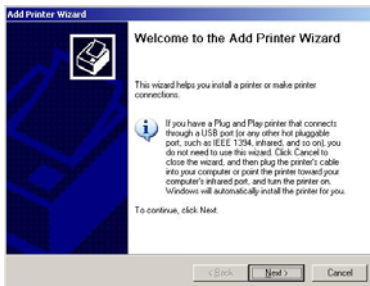 Add Printer Wizard
Welcome to the Add Printer Wizard
This wizard helps you install a printer or make printer
connections.
If you have a Plug and Play printer that connects
through a USB port (or any other hot pluggable
port, such as IEEE 1394, infrared, and so on), you
do not need to use this wizard. Click Cancel to
close the wizard, and then plug the printer's cable
into your computer or point the printer toward your
computer's infrared port, and turn the printer on.
Windows will automatically install the printer for you.
To continue, click Next.
< Back Next > Cancel